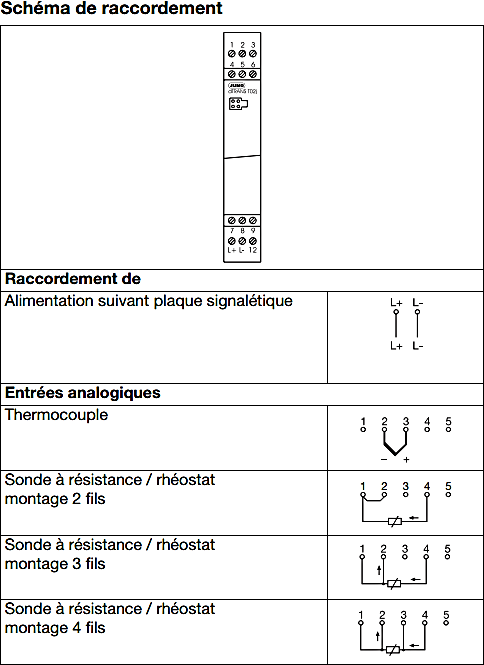 Schéma de raccordement
1 2 3
4 5 6
JUMO
dTRANS T02j
7 8 9
L+ L- 12
Raccordement de
Alimentation suivant plaque signalétique
L+ L-
L+ L-
Entrées analogiques
Thermocouple
1 2 3 4 5
− +
Sonde à résistance / rhéostat
montage 2 fils
1 2 3 4 5
Sonde à résistance / rhéostat
montage 3 fils
1 2 3 4 5
Sonde à résistance / rhéostat
montage 4 fils
1 2 3 4 5